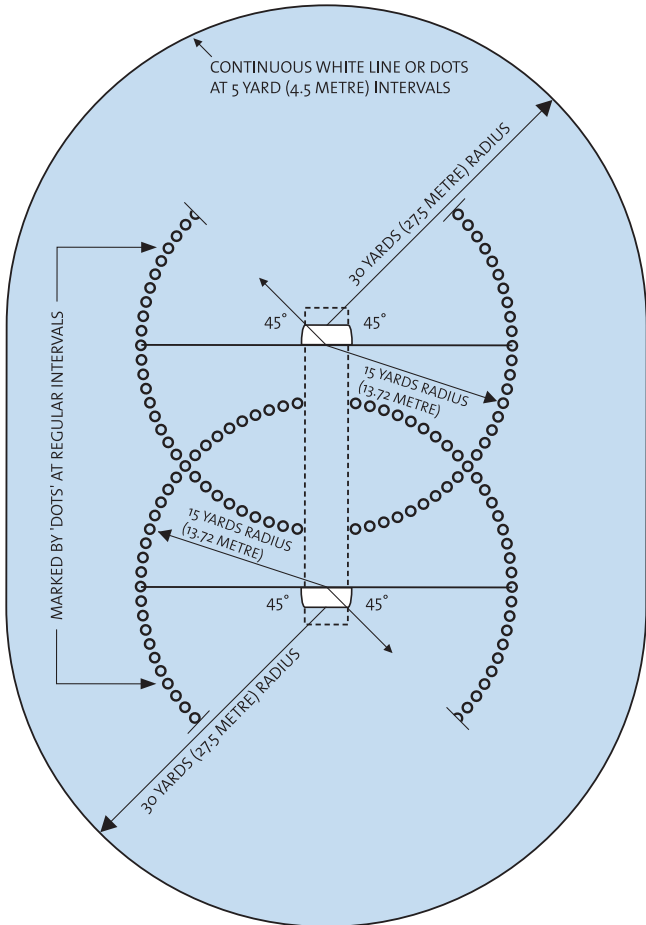 CONTINUOUS WHITE LINE OR DOTS
AT 5 YARD (4.5 METRE) INTERVALS
30 YARDS (27.5 METRE) RADIUS
MARKED BY 'DOTS' AT REGULAR INTERVALS
45°
45°
15 YARDS RADIUS
(13.72 METRE)
15 YARDS RADIUS
(13.72 METRE)
45°
45°
30 YARDS (27.5 METRE) RADIUS